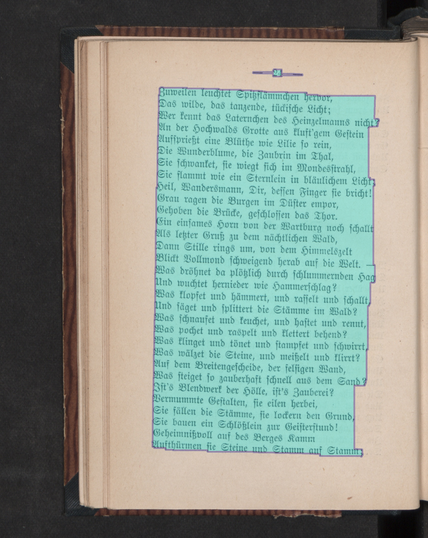 Zuweilen leuchtet Spitzflämmchen hervor,
Das wilde, das tanzende, tückische Licht;
Wer kennt das Laternchen des Heinzelmanns nicht?
In der Hochwalds Grotte aus kluft'gem Gestein
Aufsprießt eine Blüthe wie Lilie so rein,
Die Wunderblume, die Zaubrin im Thal,
Sie schwanket, sie wiegt sich im Mondesstrahl,
Sie flammt wie ein Sternlein in bläulichem Licht;
Heil, Wandersmann, Dir, dessen Finger sie bricht!
Grau ragen die Burgen im Düster empor,
Gehoben die Brücke, geschlossen das Thor.
Ein einsames Horn von der Wartburg noch schallt
Als letzter Gruß zu dem nächtlichen Wald,
Dann Stille rings um, von dem Himmelszelt
Blickt Vollmond schweigend herab auf die Welt. —
Was dröhnet da plötzlich durch schlummernden Hag
Und wuchtet hernieder wie Hammerschlag?
Was klopfet und hämmert, und rasselt und schallt,
Und säget und splittert die Stämme im Wald?
Was schnaufet und keuchet, und hastet und rennt,
Was pochet und raspelt und klettert behend?
Was klinget und tönet und stampfet und schwirrt,
Was wälzet die Steine, und meißelt und klirrt?
Auf dem Breitengescheide, der felsigen Wand,
Was steiget so zauberhaft schnell aus dem Sand?
Ist's Blendwerk der Hölle, ist's Zauberei?
Vermummte Gestalten, sie eilen herbei,
Sie fällen die Stämme, sie lockern den Grund,
Sie bauen ein Schlößlein zur Geisterstund!
Geheimnißvoll auf des Berges Kamm
Aufthürmen sie Steine und Stamm auf Stamm;